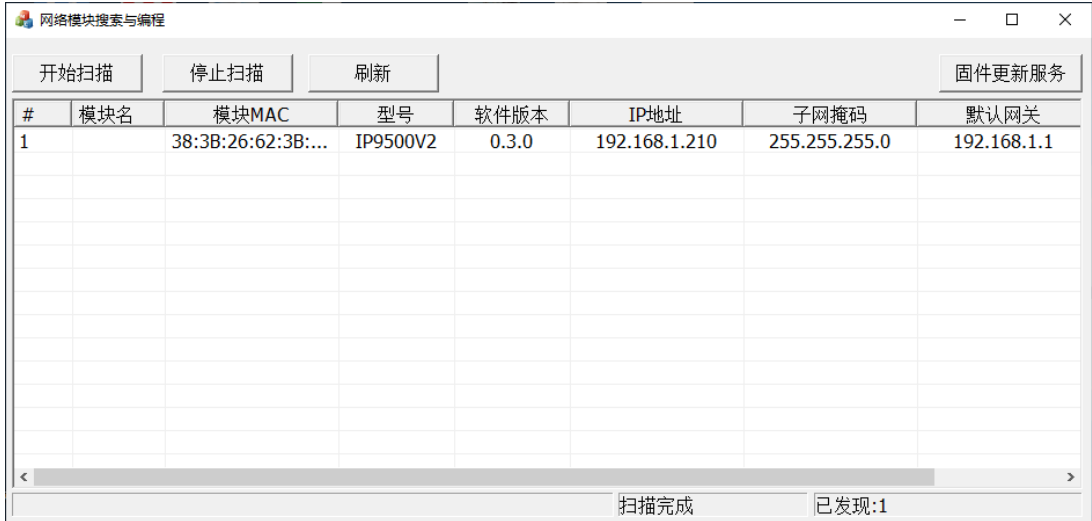 网络模块搜索与编程
开始扫描 停止扫描 刷新 固件更新服务
# 模块名 模块MAC 型号 软件版本 IP地址 子网掩码 默认网关
1 38:3B:26:62:3B:... IP9500V2 0.3.0 192.168.1.210 255.255.255.0 192.168.1.1
扫描完成 已发现:1